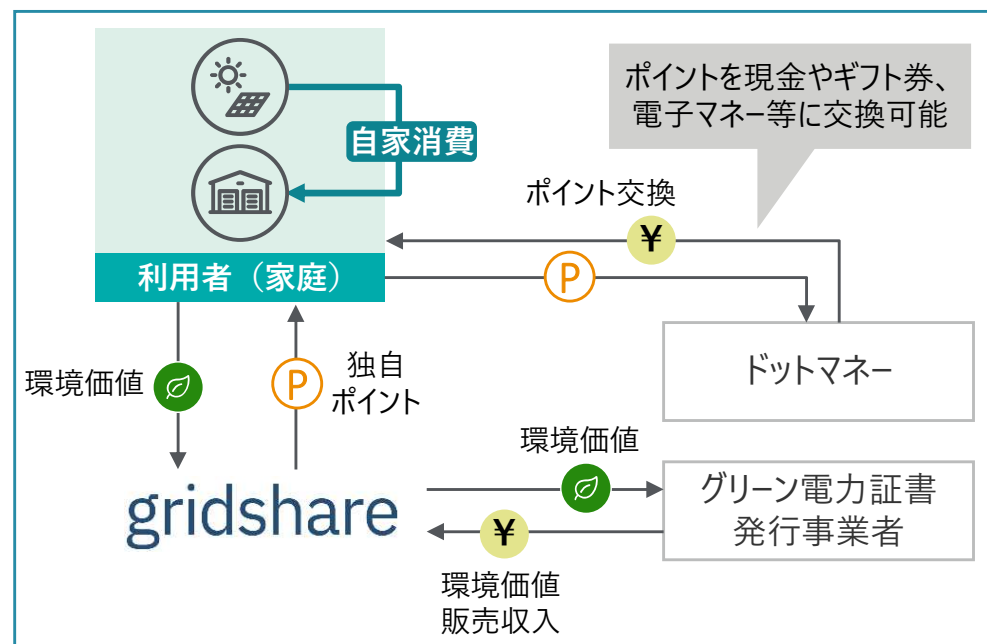 自家消費
利用者（家庭）
ポイントを現金やギフト券、
電子マネー等に交換可能
ポイント交換
¥
P
ドットマネー
環境価値
P
独自
ポイント
gridshare
環境価値
グリーン電力証書
発行事業者
¥
環境価値
販売収入